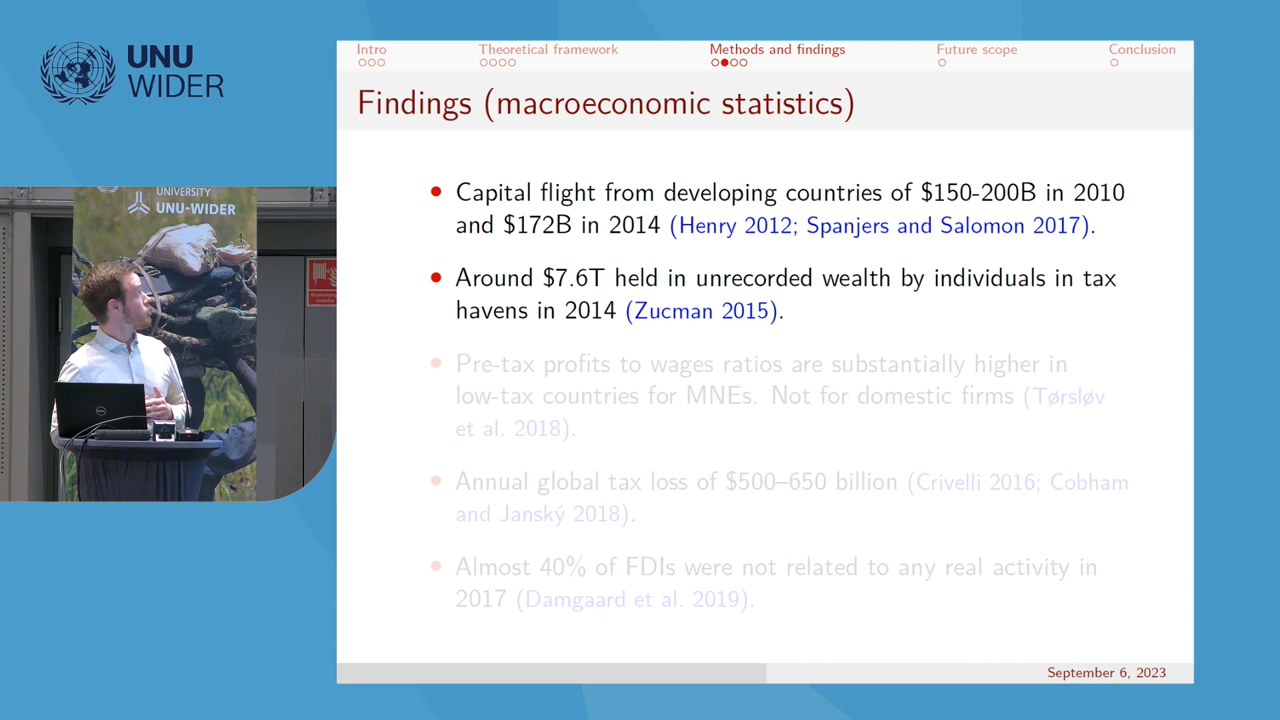 UNU
WIDER
UNIVERSITY
UNU-WIDER
Intro
Theoretical framework
Methods and findings
Future scope
Conclusion
Findings (macroeconomic statistics)
Capital flight from developing countries of $150-200B in 2010
and $172B in 2014 (Henry 2012; Spanjers and Salomon 2017).
Around $7.6T held in unrecorded wealth by individuals in tax
havens in 2014 (Zucman 2015).
Pre-tax profits to wages ratios are substantially higher in
low-tax countries for MNEs. Not for domestic firms (Tørsløv
et al. 2018).
Annual global tax loss of $500–650 billion (Crivelli 2016; Cobham
and Janský 2018).
Almost 40% of FDIs were not related to any real activity in
2017 (Damgaard et al. 2019).
September 6, 2023